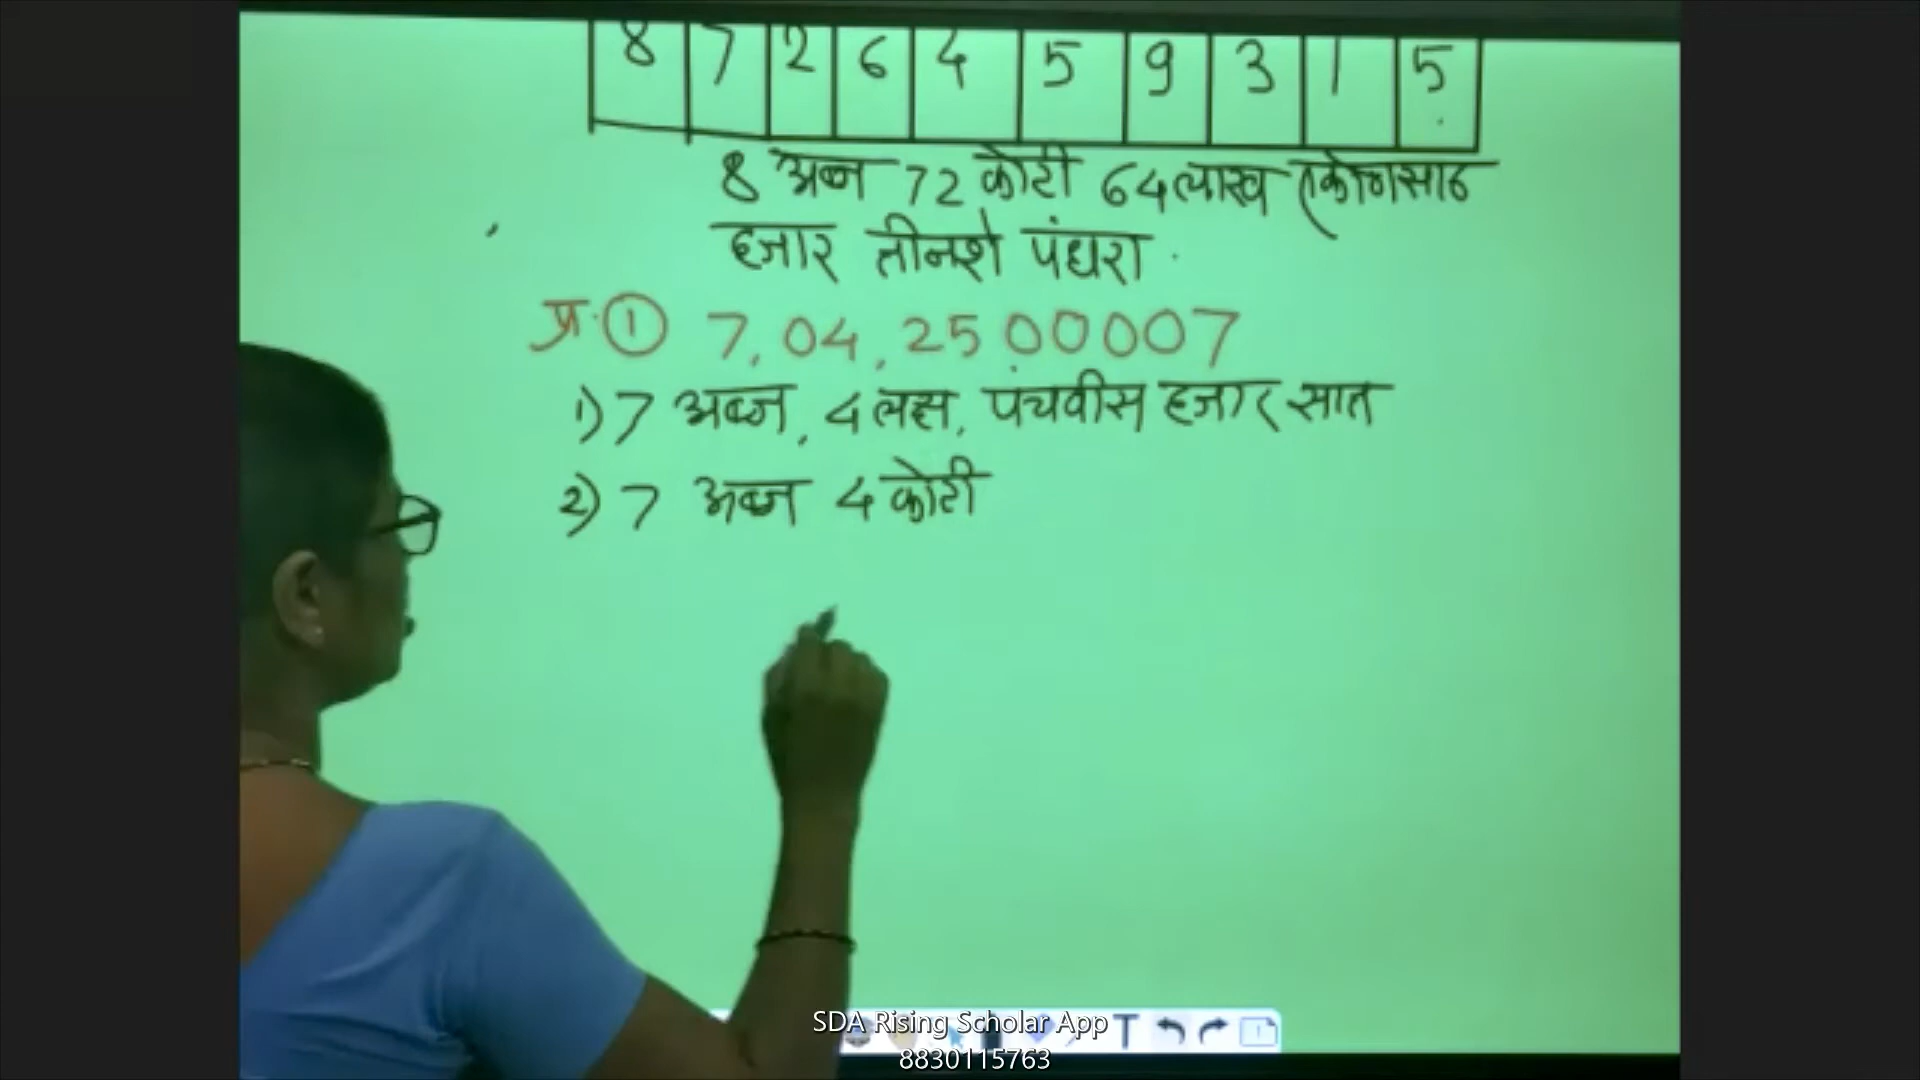 8 7 2 6 4 5 9 3 1 5
8 अब्ज 72 कोटी 64 लाख एकोणसाठ
हजार तीनशे पंधरा.
प्र. ① 7,04,2500007
1) 7 अब्ज, 4 लक्ष, पंचवीस हजार सात
2) 7 अब्ज 4 कोटी
T
SDA Rising Scholar App
8830115763